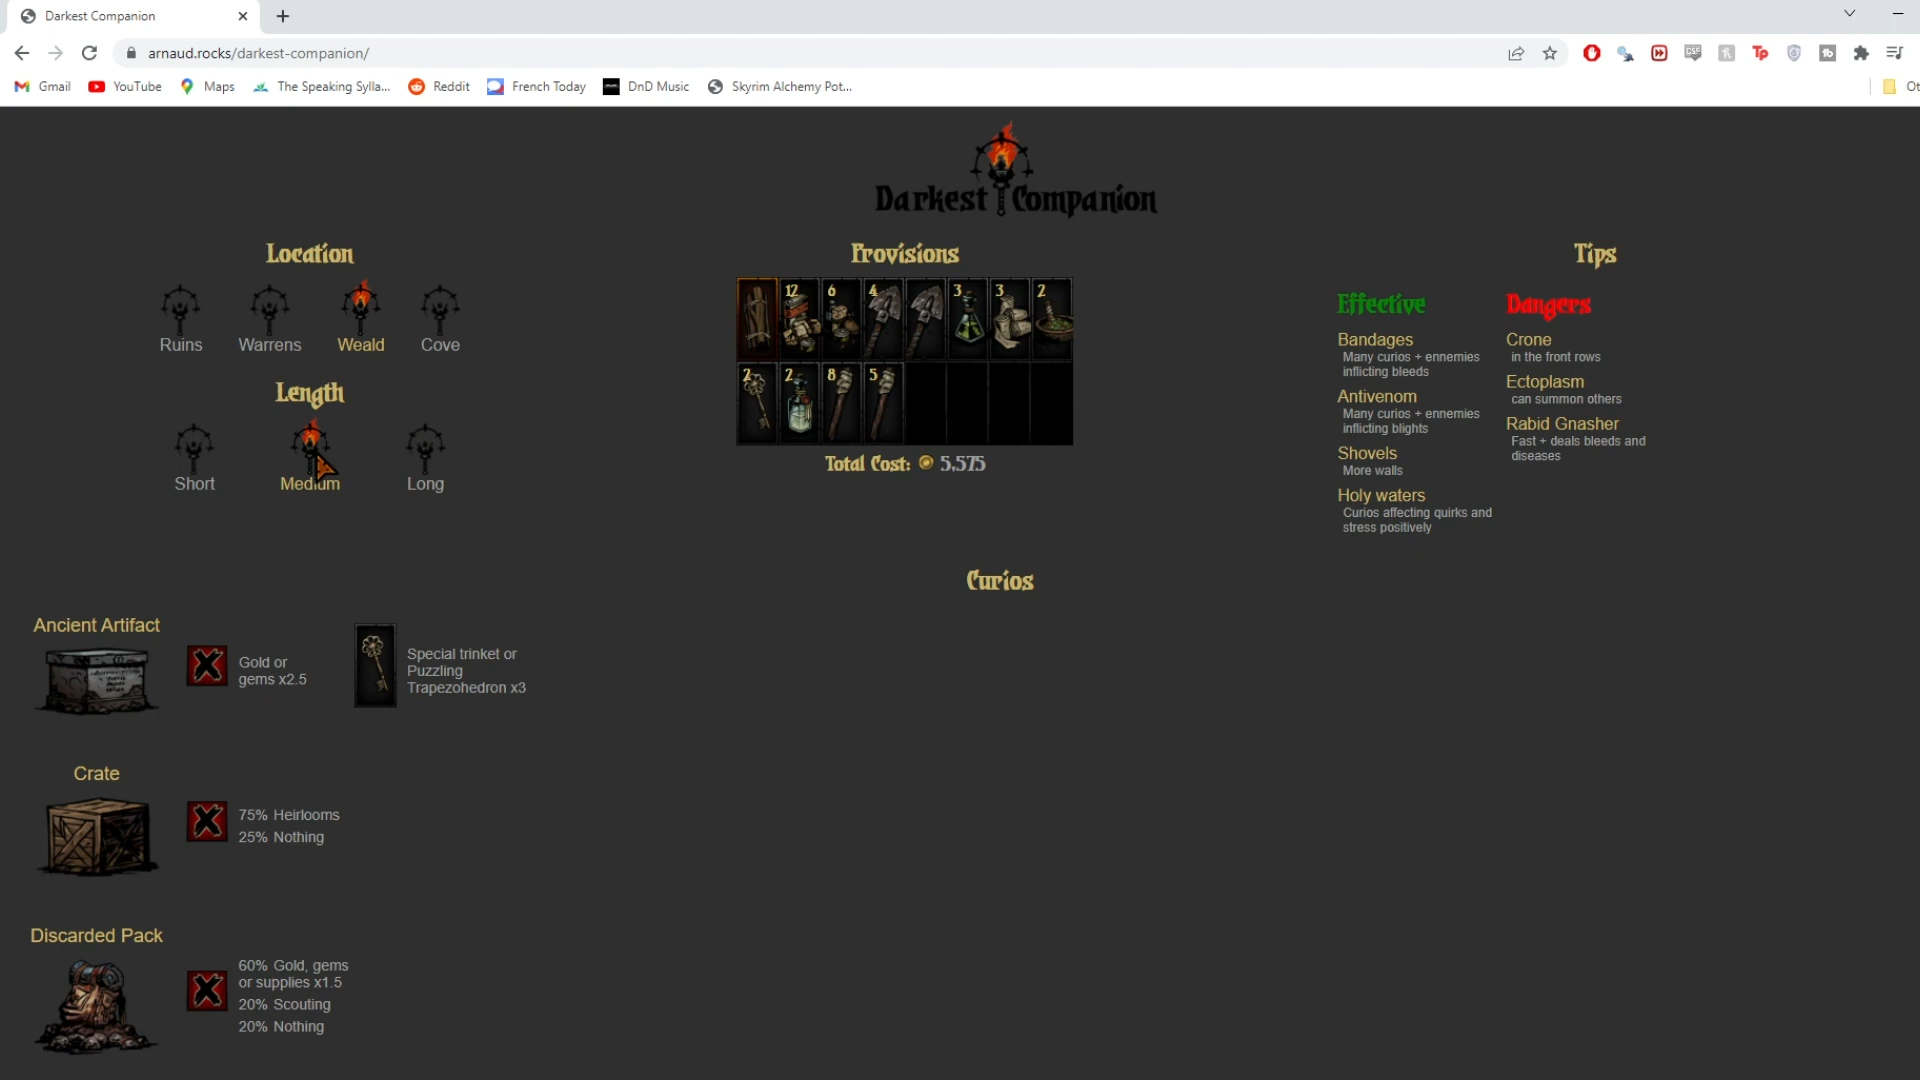 Darkest Companion
arnaud.rocks/darkest-companion/
Gmail
YouTube
Maps
The Speaking Sylla...
Reddit
French Today
DnD Music
Skyrim Alchemy Pot...
Ot
Darkest Companion
Location
Ruins
Warrens
Weald
Cove
Length
Short
Medium
Long
Provisions
12 6 4 3 3 2
2 2 8 5
Total Cost: 5,575
Tips
Effective
Bandages
Many curios + ennemies
inflicting bleeds
Antivenom
Many curios + ennemies
inflicting blights
Shovels
More walls
Holy waters
Curios affecting quirks and
stress positively
Dangers
Crone
in the front rows
Ectoplasm
can summon others
Rabid Gnasher
Fast + deals bleeds and
diseases
Curios
Ancient Artifact
Gold or
gems x2.5
Special trinket or
Puzzling
Trapezohedron x3
Crate
75% Heirlooms
25% Nothing
Discarded Pack
60% Gold, gems
or supplies x1.5
20% Scouting
20% Nothing